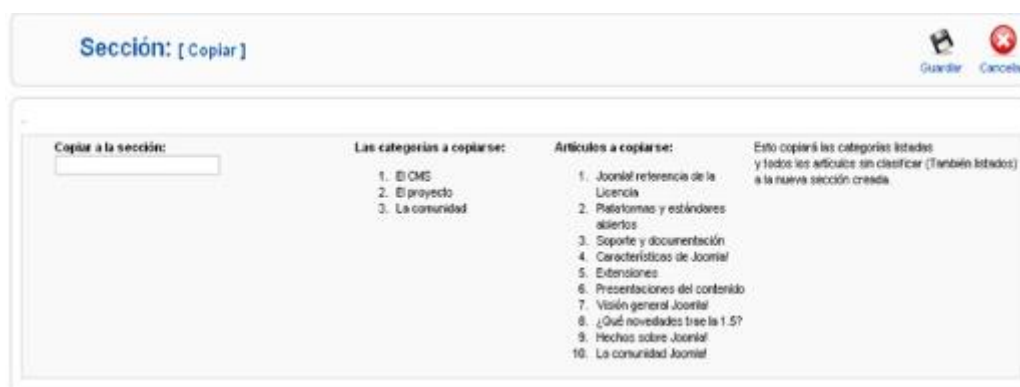 Sección: [ Copiar ]
Guardar
Cancela
Copiar a la sección:
Las categorías a copiarse:
1. El CMS
2. El proyecto
3. La comunidad
Artículos a copiarse:
1. Joomla! referencia de la
Licencia
2. Plataformas y estándares
abiertos
3. Soporte y documentación
4. Características de Joomla!
5. Extensiones
6. Presentaciones del contenido
7. Visión general Joomla!
8. ¿Qué novedades trae la 1.5?
9. Hechos sobre Joomla!
10. La comunidad Joomla!
Esto copiará las categorías listadas
y todos los artículos sin clasificar (También listados)
a la nueva sección creada.